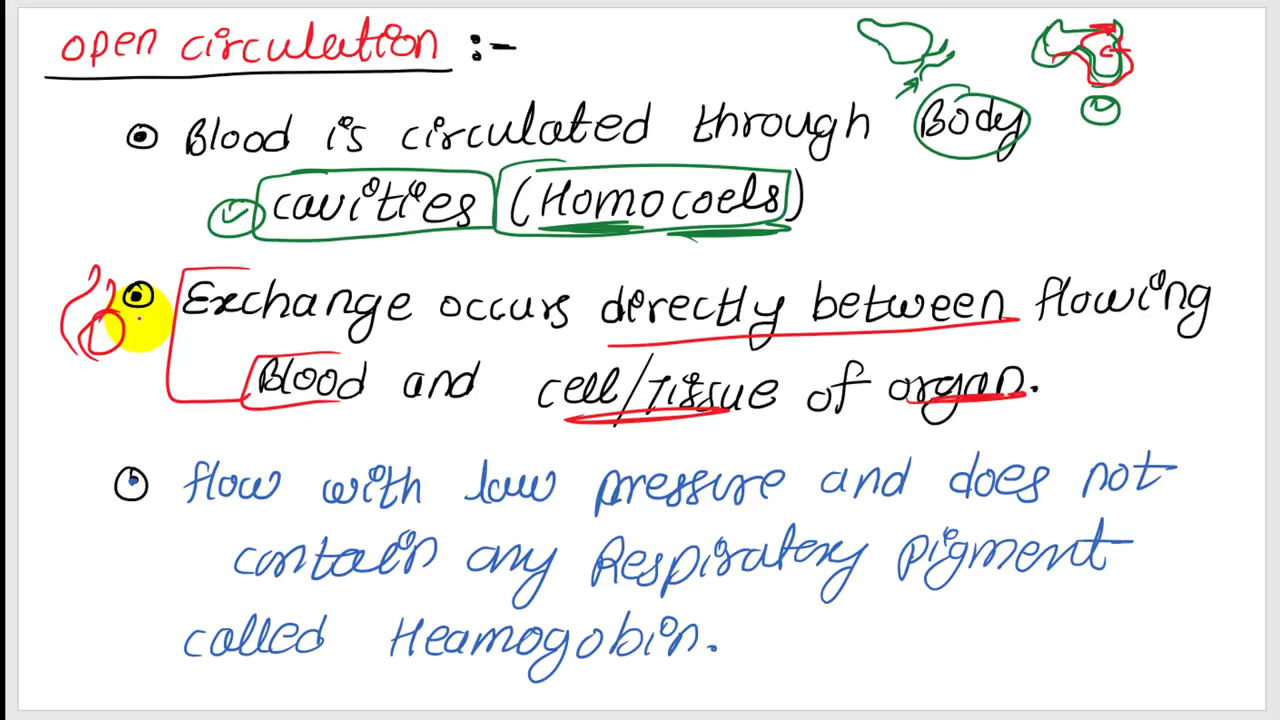 open circulation :-
Blood is circulated through Body
cavities (Homocoels)
Exchange occurs derectly between flowing
Blood and cell/Tissue of organ.
flow with low pressure and does not
contain any Respiratory pigment
called Heamogobin.